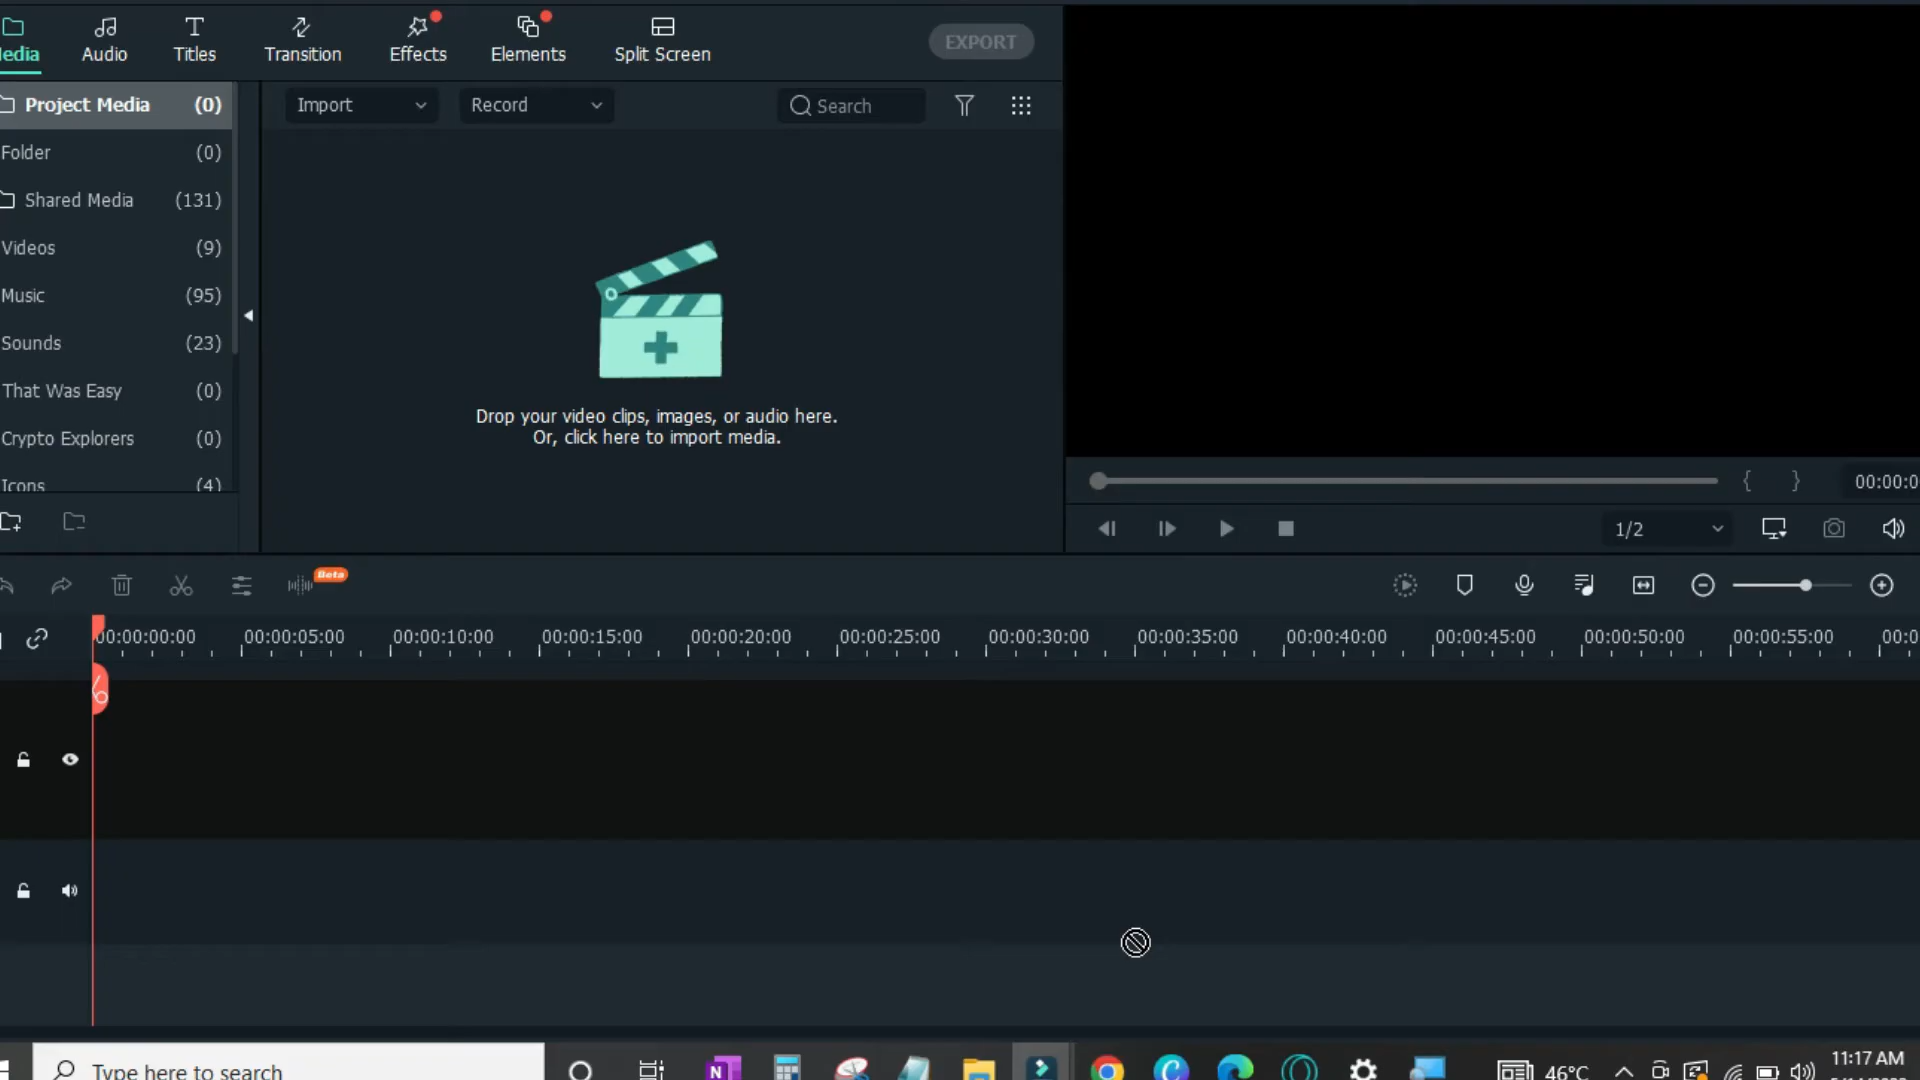 Audio
Titles
Transition
Effects
Elements
Split Screen
EXPORT
Project Media (0)
Import
Record
Search
Folder (0)
Shared Media (131)
Videos (9)
Music (95)
Sounds (23)
That Was Easy (0)
Crypto Explorers (0)
Icons (4)
Drop your video clips, images, or audio here.
Or, click here to import media.
1/2
Beta
00:00:00:00 00:00:05:00 00:00:10:00 00:00:15:00 00:00:20:00 00:00:25:00 00:00:30:00 00:00:35:00 00:00:40:00 00:00:45:00 00:00:50:00 00:00:55:00
Type here to search
N
46°C
11:17 AM